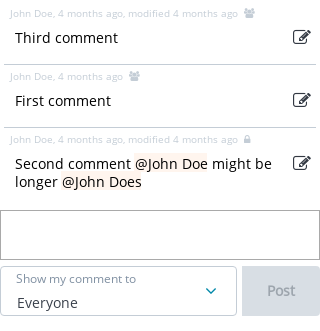 John Doe, 4 months ago, modified 4 months ago
Third comment
John Doe, 4 months ago
First comment
John Doe, 4 months ago, modified 4 months ago
Second comment @John Doe might be
longer @John Does
Show my comment to
Everyone
Post